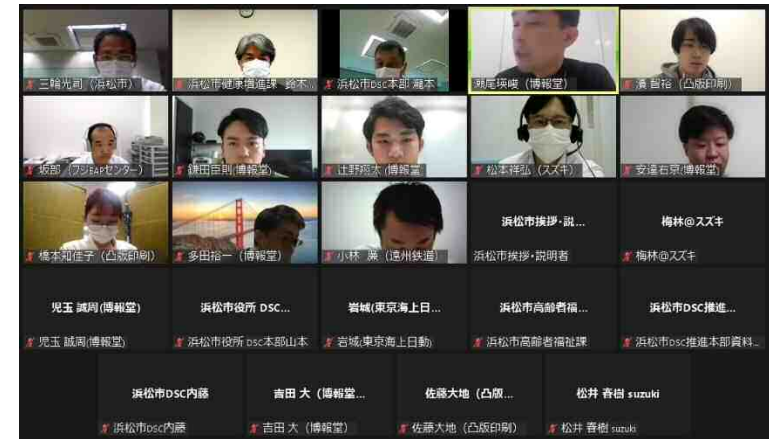 三輪光司（浜松市）
浜松市健康増進課 鈴木...
浜松市DSC本部 瀧本
瀬尾瑛峻（博報堂）
濱 智裕（凸版印刷）
坂部（フジEAPセンター）
鎌田臣則(博報堂)
辻野翔太(博報堂)
松本祥弘（スズキ）
安達右京(博報堂)
橋本知佳子（凸版印刷）
多田裕一（博報堂）
小林 廉（遠州鉄道）
浜松市挨拶・説...
浜松市挨拶・説明者
梅林@スズキ
梅林@スズキ
児玉 誠周(博報堂)
児玉 誠周(博報堂)
浜松市役所 DSC...
浜松市役所 DSC本部山本
岩城(東京海上日...
岩城(東京海上日動)
浜松市高齢者福...
浜松市高齢者福祉課
浜松市DSC推進...
浜松市DSC推進本部資料...
浜松市DSC内藤
浜松市DSC内藤
吉田 大（博報堂...
吉田 大（博報堂）
佐藤大地（凸版...
佐藤大地（凸版印刷）
松井 春樹 suzuki
松井 春樹 suzuki